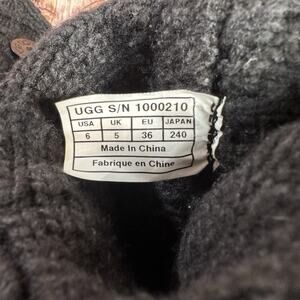 UGG S/N 1000210
USA UK EU JAPAN
6 5 36 240
Made In China
Fabrique en Chine